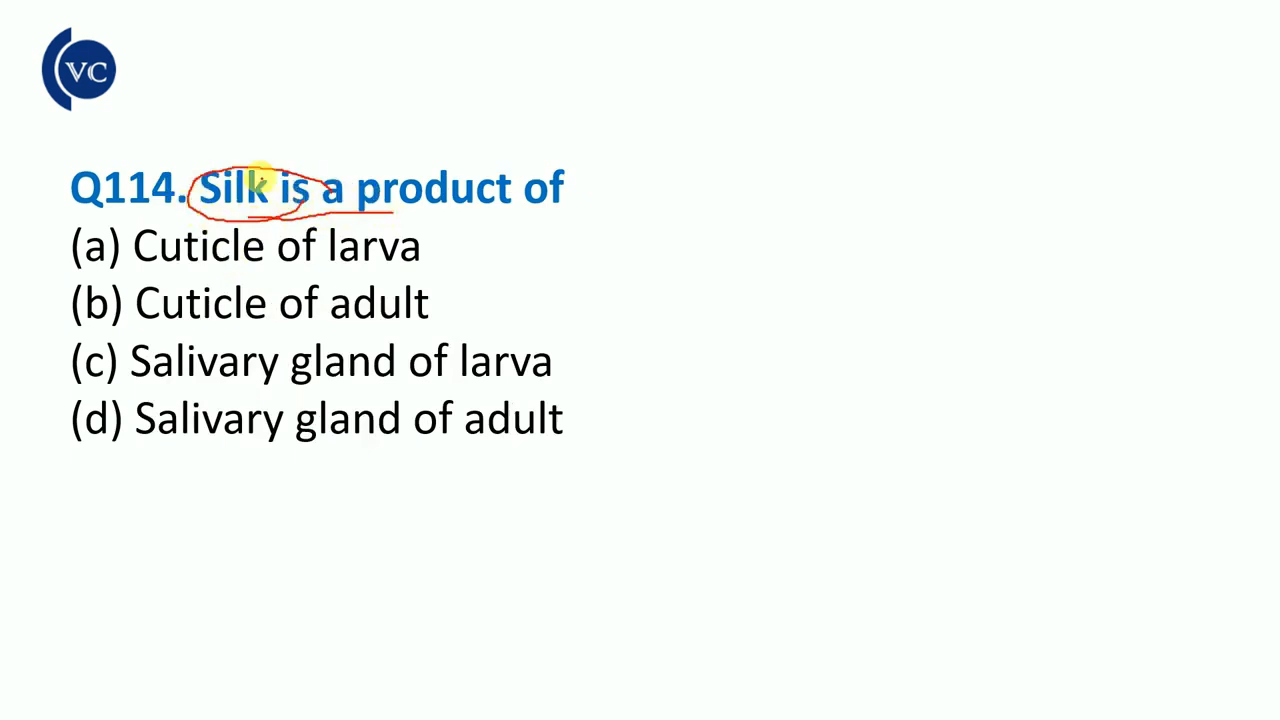 VC
Q114. Silk is a product of
(a) Cuticle of larva
(b) Cuticle of adult
(c) Salivary gland of larva
(d) Salivary gland of adult